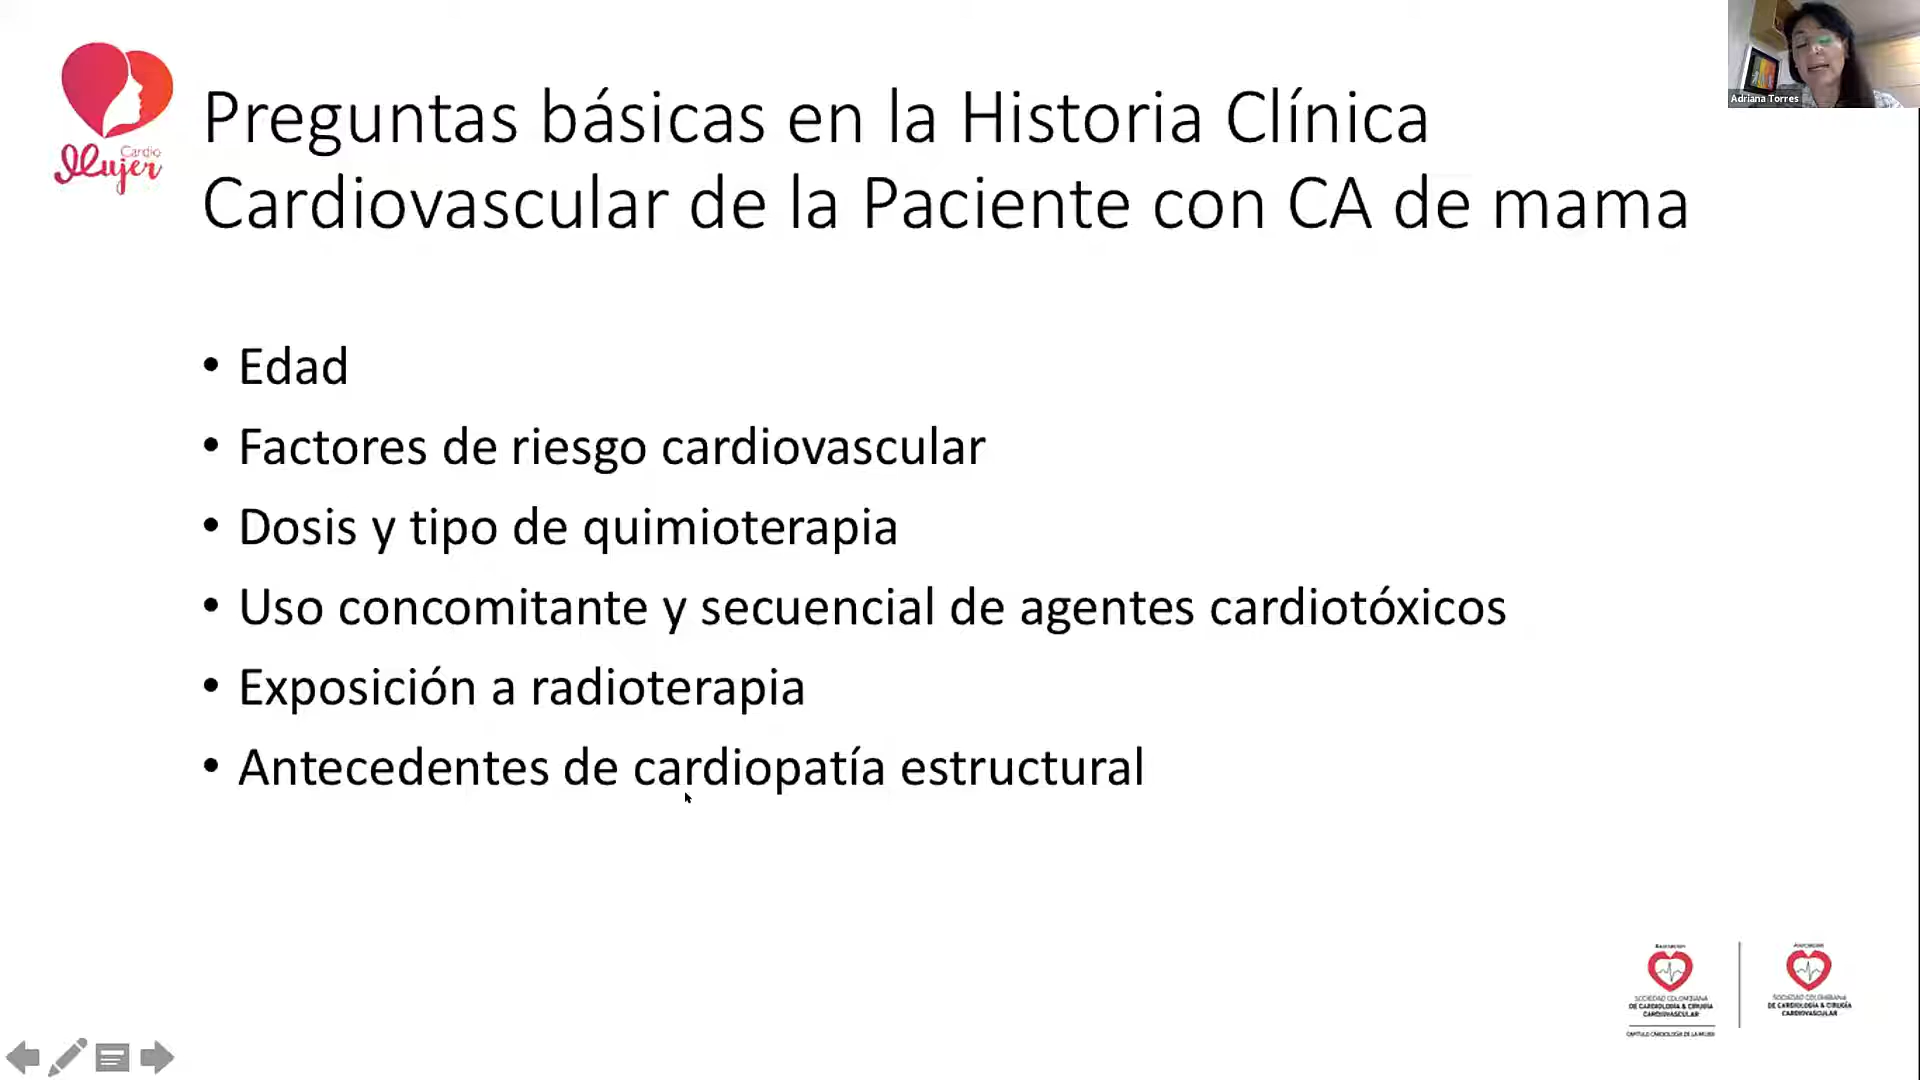 Preguntas básicas en la Historia Clínica
Cardiovascular de la Paciente con CA de mama
Cardio
Mujer
Adriana Torres
• Edad
• Factores de riesgo cardiovascular
• Dosis y tipo de quimioterapia
• Uso concomitante y secuencial de agentes cardiotóxicos
• Exposición a radioterapia
• Antecedentes de cardiopatía estructural
SOCIEDAD COLOMBIANA
DE CARDIOLOGÍA & CIRUGÍA
CARDIOVASCULAR
CAPÍTULO CARDIOLOGÍA DE LA MUJER
SOCIEDAD COLOMBIANA
DE CARDIOLOGÍA & CIRUGÍA
CARDIOVASCULAR